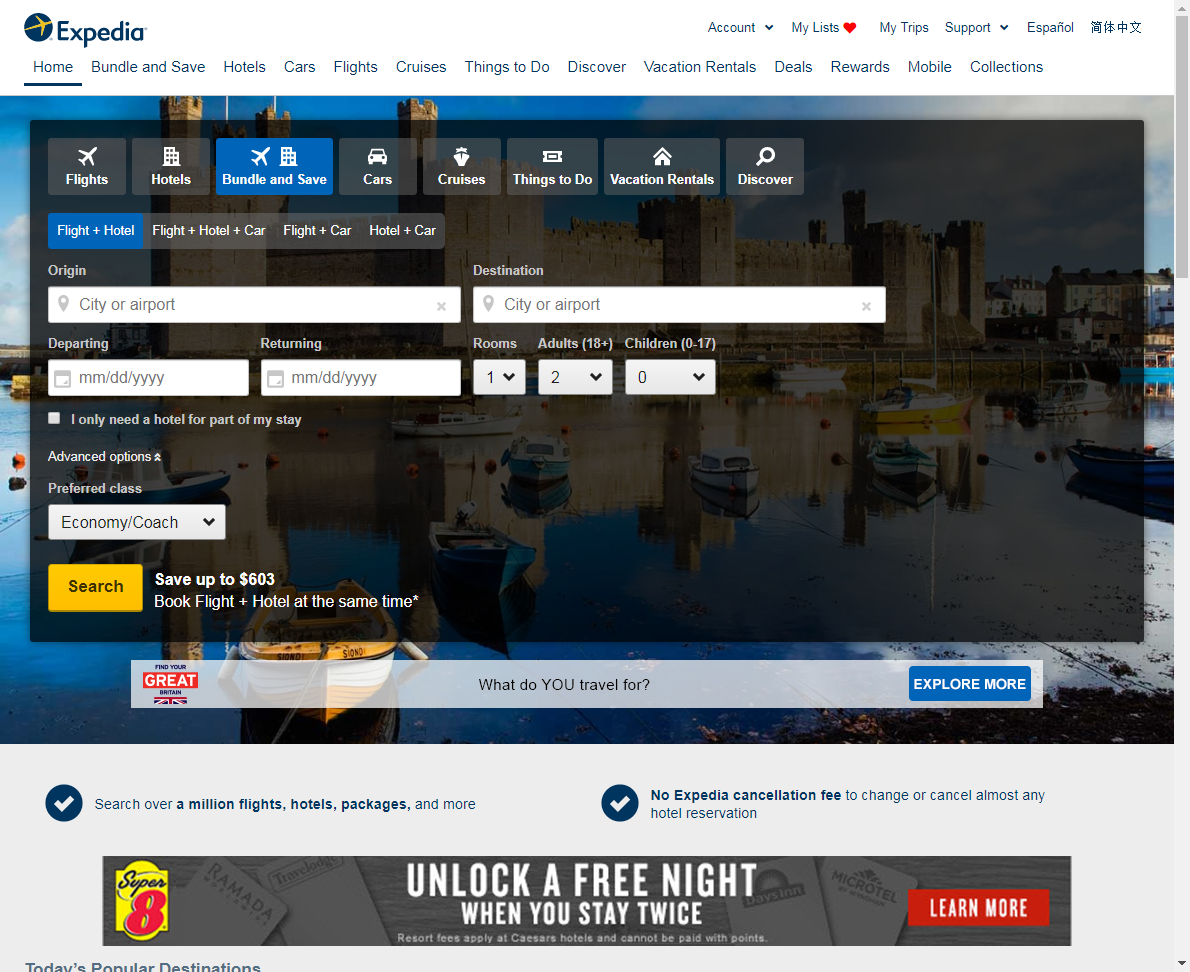 Expedia
Account My Lists My Trips Support Español 简体中文
Home Bundle and Save Hotels Cars Flights Cruises Things to Do Discover Vacation Rentals Deals Rewards Mobile Collections
Flights Hotels Bundle and Save Cars Cruises Things to Do Vacation Rentals Discover
Flight + Hotel Flight + Hotel + Car Flight + Car Hotel + Car
Origin Destination
City or airport City or airport
Departing Returning Rooms Adults (18+) Children (0-17)
mm/dd/yyyy mm/dd/yyyy 1 2 0
I only need a hotel for part of my stay
Advanced options
Preferred class
Economy/Coach
Search
Save up to $603
Book Flight + Hotel at the same time*
SIONI SIONI
FIND YOUR
GREAT
BRITAIN
What do YOU travel for?
EXPLORE MORE
Search over a million flights, hotels, packages, and more
No Expedia cancellation fee to change or cancel almost any
hotel reservation
Super
8
RAMADA
Travelodge
UNLOCK A FREE NIGHT
WHEN YOU STAY TWICE
Resort fees apply at Caesars hotels and cannot be paid with points.
Days Inn
MICROTEL
LEARN MORE
Today's Popular Destinations